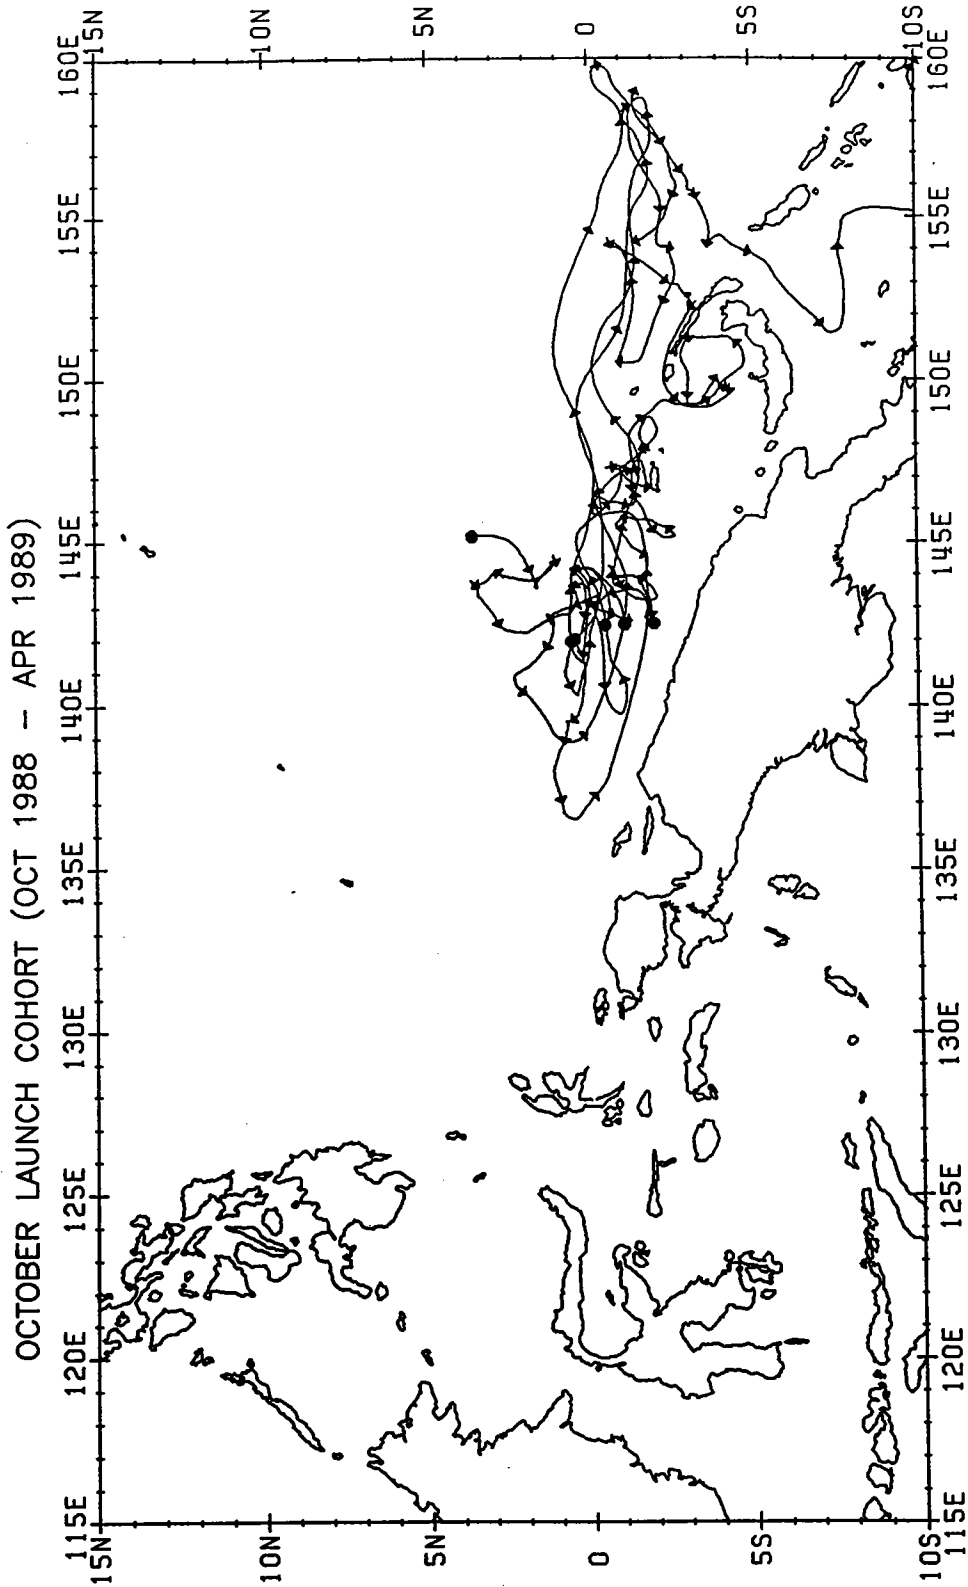 OCTOBER LAUNCH COHORT (OCT 1988 – APR 1989)
115E 120E 125E 130E 135E 140E 145E 150E 155E 160E
15N 15N
10N 10N
5N 5N
0 0
5S 5S
10S 10S
115E 120E 125E 130E 135E 140E 145E 150E 155E 160E